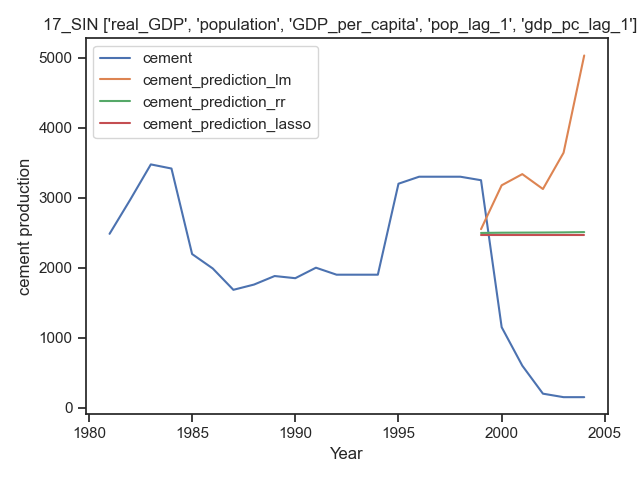 17_SIN ['real_GDP', 'population', 'GDP_per_capita', 'pop_lag_1', 'gdp_pc_lag_1']
cement
cement_prediction_lm
cement_prediction_rr
cement_prediction_lasso
cement production
5000
4000
3000
2000
1000
0
1980
1985
1990
1995
2000
2005
Year